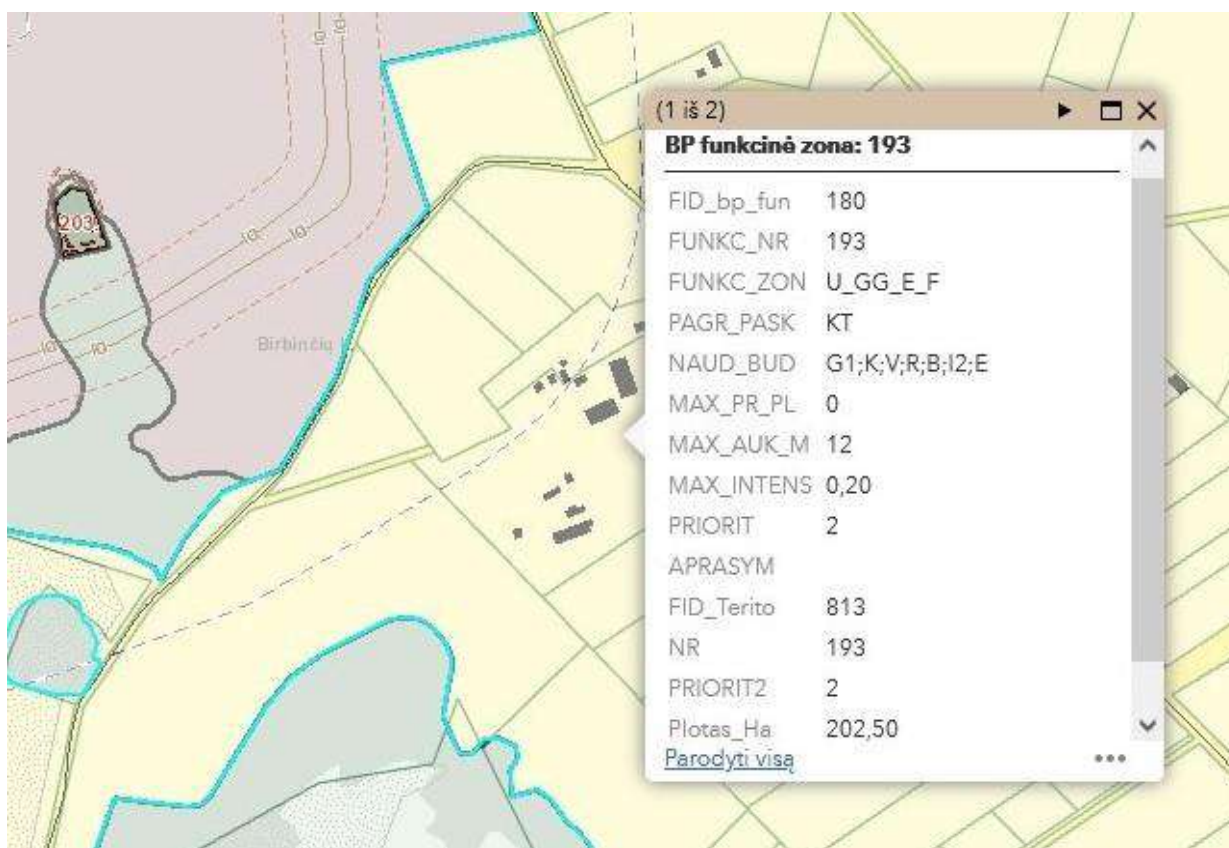 (1 iš 2)
BP funkcinė zona: 193
FID_bp_fun 180
FUNKC_NR 193
FUNKC_ZON U_GG_E_F
PAGR_PASK KT
NAUD_BUD G1;K;V;R;B;I2;E
MAX_PR_PL 0
MAX_AUK_M 12
MAX_INTENS 0,20
PRIORIT 2
APRASYM
FID_Terito 813
NR 193
PRIORIT2 2
Plotas_Ha 202,50
Parodyti visą
203
Birbinčių